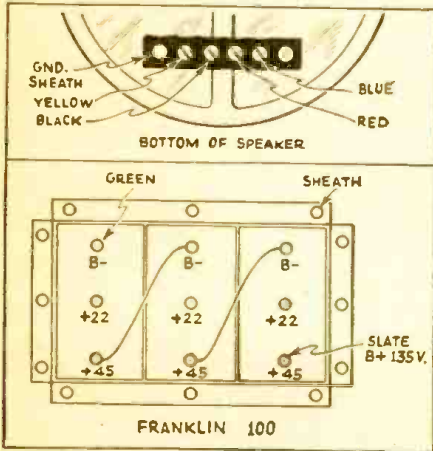 GND.
SHEATH
YELLOW
BLACK
BLUE
RED
BOTTOM OF SPEAKER
GREEN
SHEATH
B- B- B-
+22 +22 +22
+45 +45 +45
SLATE
B+ 135V.
FRANKLIN 100